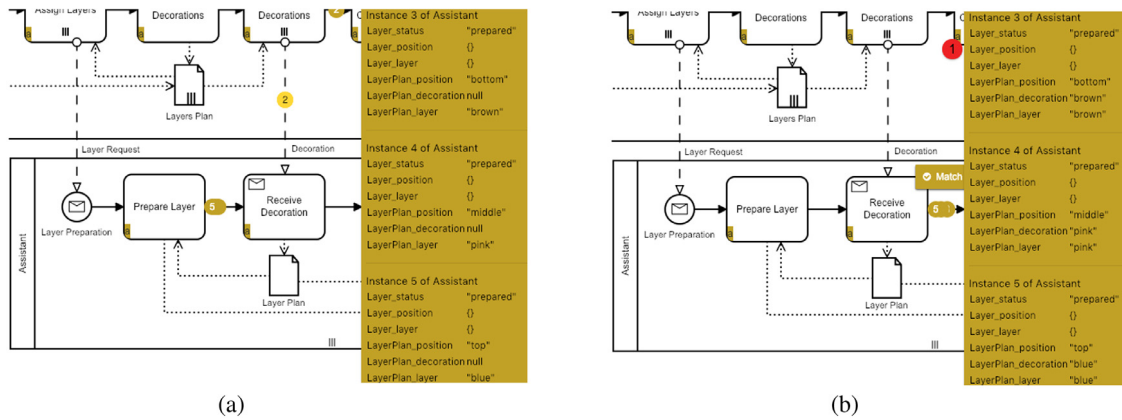 Assign Layers
Decorations
Decorations
2
Layers Plan
Layer Request
Decoration
Assistant
Layer Preparation
Prepare Layer
5
Receive
Decoration
Layer Plan
Instance 3 of Assistant
Layer_status "prepared"
Layer_position {}
Layer_layer {}
LayerPlan_position "bottom"
LayerPlan_decoration null
LayerPlan_layer "brown"
Instance 4 of Assistant
Layer_status "prepared"
Layer_position {}
Layer_layer {}
LayerPlan_position "middle"
LayerPlan_decoration null
LayerPlan_layer "pink"
Instance 5 of Assistant
Layer_status "prepared"
Layer_position {}
Layer_layer {}
LayerPlan_position "top"
LayerPlan_decoration null
LayerPlan_layer "blue"
(a)
Assign Layers
Decorations
Decorations
1
Layers Plan
Layer Request
Decoration
Assistant
Layer Preparation
Prepare Layer
Match
Receive
Decoration
5
Layer Plan
Instance 3 of Assistant
Layer_status "prepared"
Layer_position {}
Layer_layer {}
LayerPlan_position "bottom"
LayerPlan_decoration "brown"
LayerPlan_layer "brown"
Instance 4 of Assistant
Layer_status "prepared"
Layer_position {}
Layer_layer {}
LayerPlan_position "middle"
LayerPlan_decoration "pink"
LayerPlan_layer "pink"
Instance 5 of Assistant
Layer_status "prepared"
Layer_position {}
Layer_layer {}
LayerPlan_position "top"
LayerPlan_decoration "blue"
LayerPlan_layer "blue"
(b)